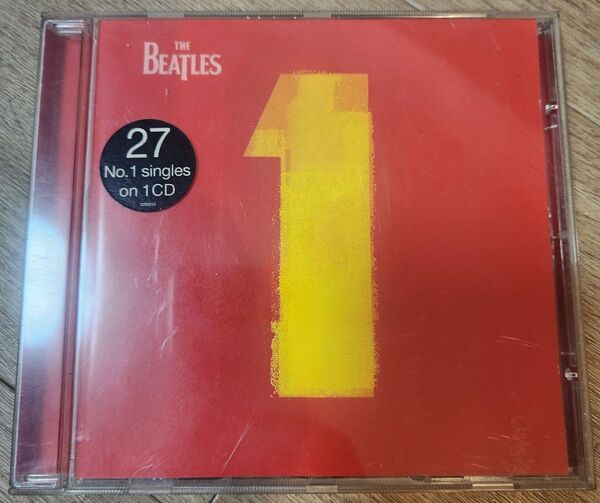 THE
BEATLES
1
27
No.1 singles
on 1CD